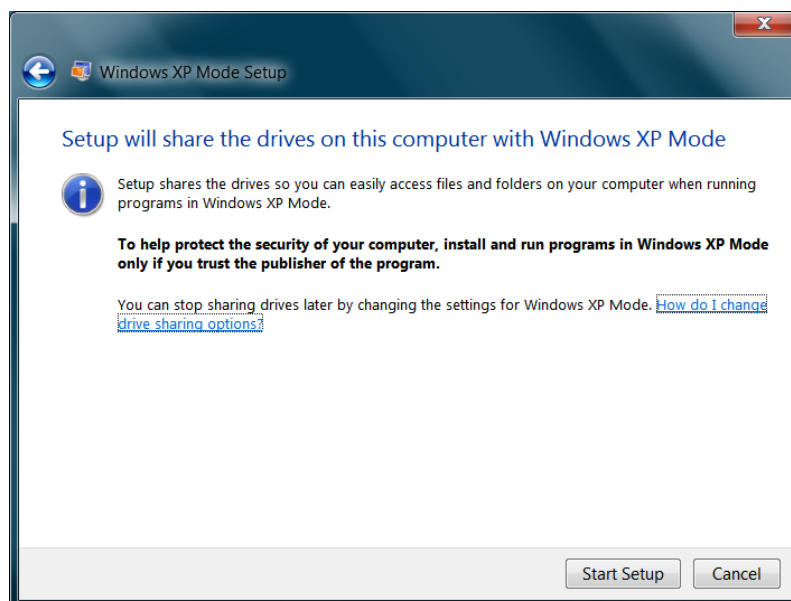 Windows XP Mode Setup
Setup will share the drives on this computer with Windows XP Mode
Setup shares the drives so you can easily access files and folders on your computer when running
programs in Windows XP Mode.
To help protect the security of your computer, install and run programs in Windows XP Mode
only if you trust the publisher of the program.
You can stop sharing drives later by changing the settings for Windows XP Mode. How do I change
drive sharing options?
Start Setup Cancel